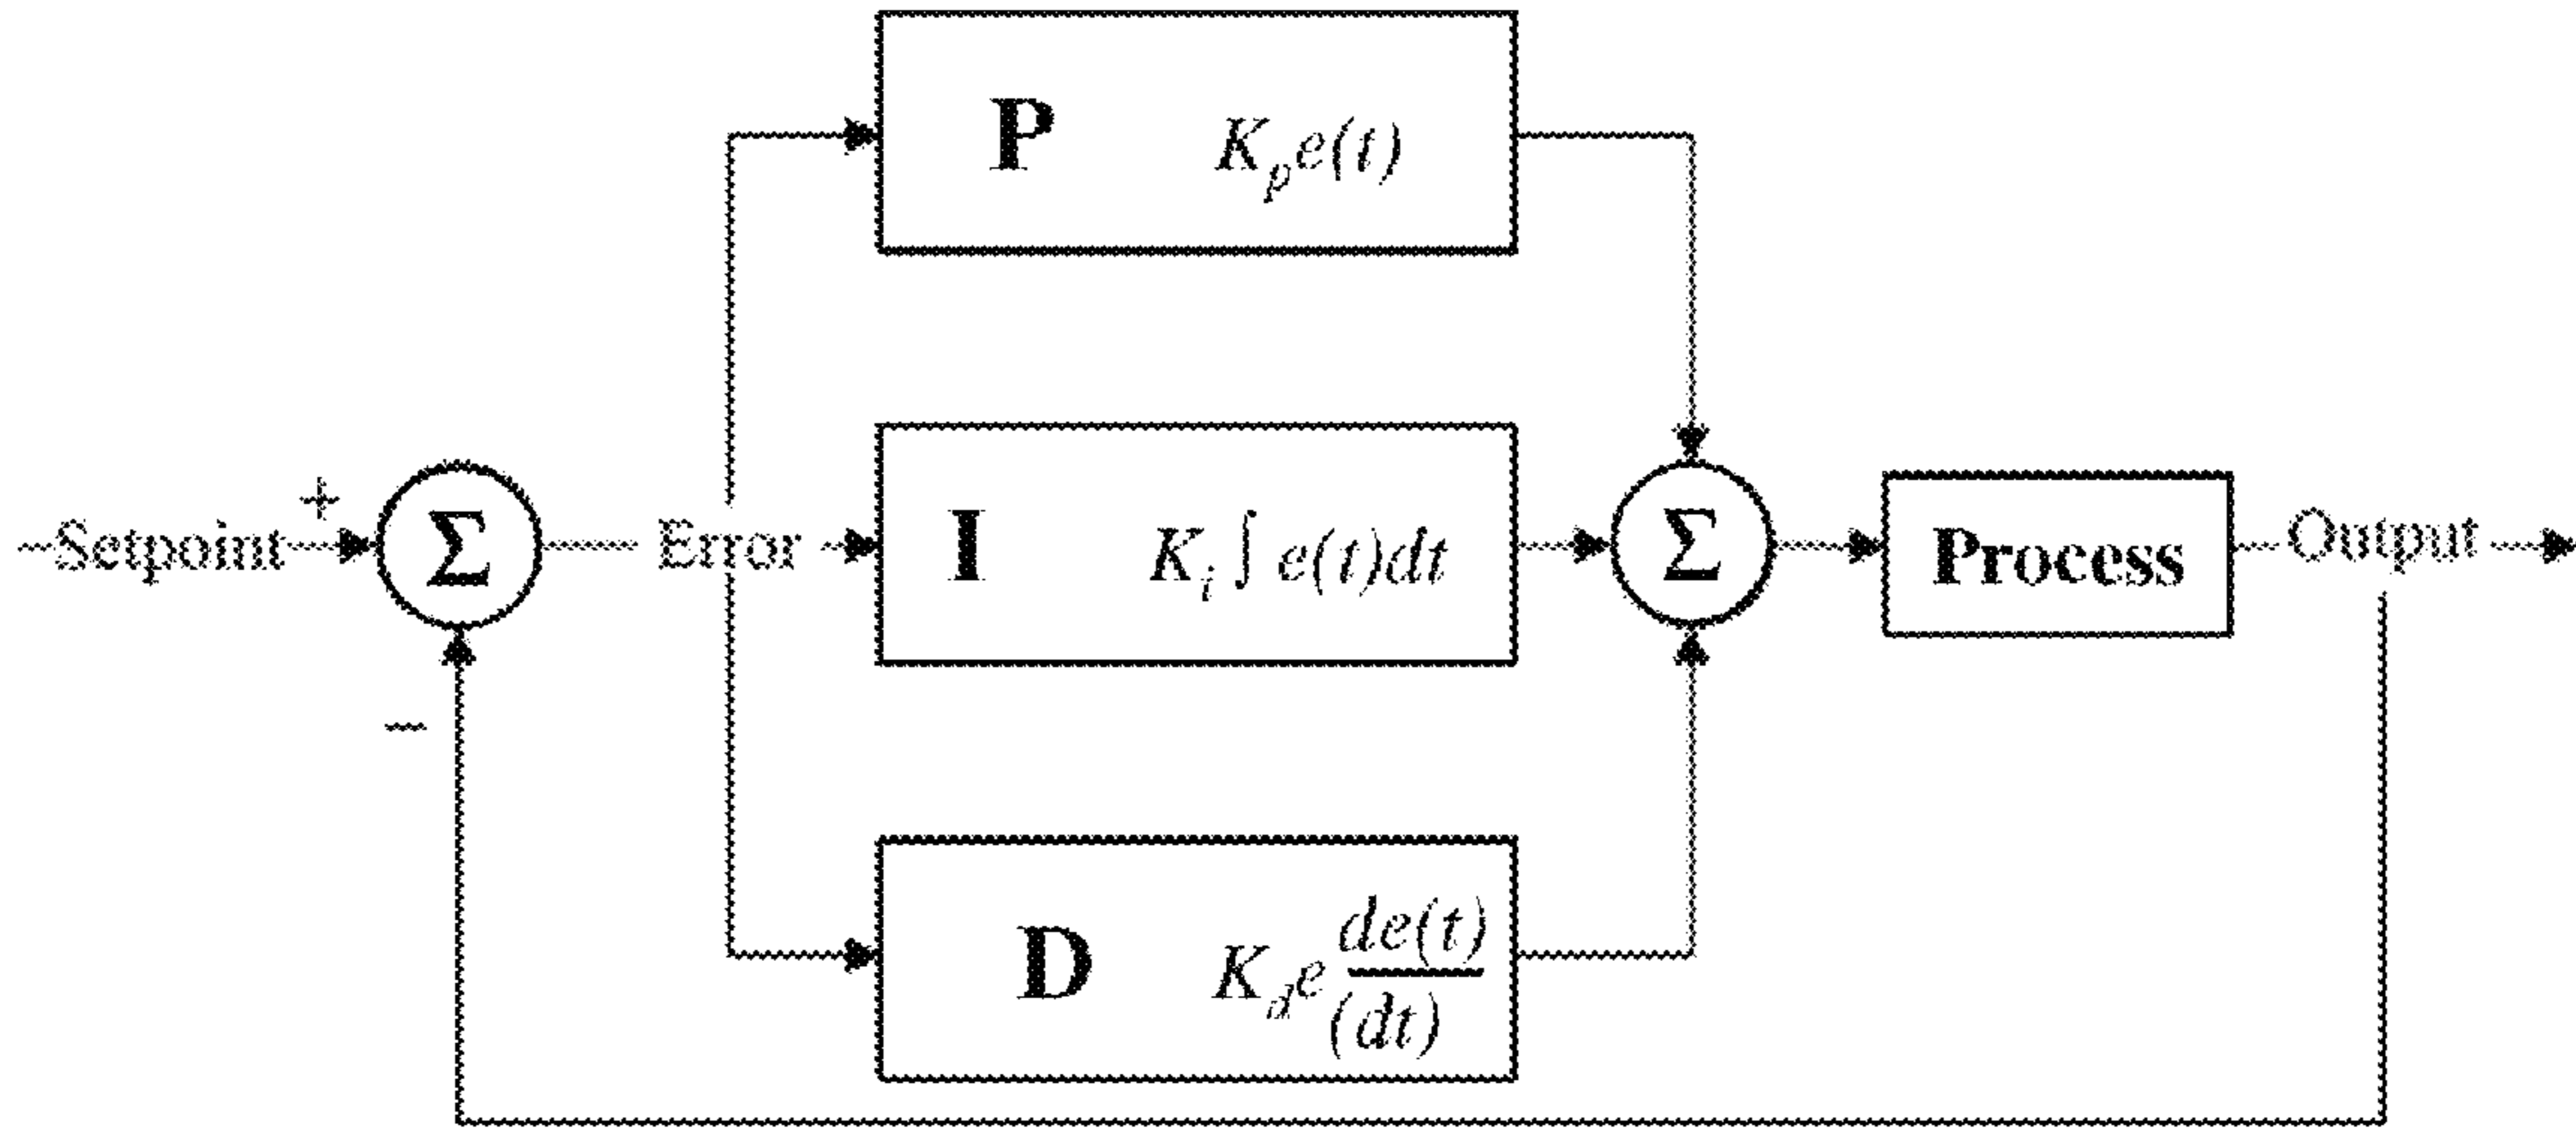 P K_p e(t)
+
Setpoint Σ Error I K_i ∫ e(t)dt Σ Process Output
−
D K_d e de(t)/(dt)